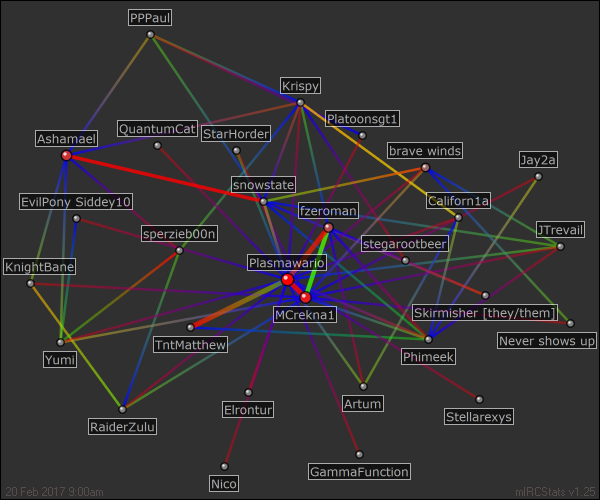 PPPaul
Krispy
Platoonsgt1
QuantumCat
StarHorder
Ashamael
brave winds
Jay2a
snowstate
EvilPony Siddey10
Californ1a
fzeroman
sperzieb00n
stegarootbeer
JTrevail
KnightBane
Plasmawario
MCrekna1
Skirmisher [they/them]
TntMatthew
Never shows up
Yumi
Phimeek
Artum
Elrontur
Stellarexys
RaiderZulu
GammaFunction
Nico
20 Feb 2017 9:00am
mIRCStats v1.25